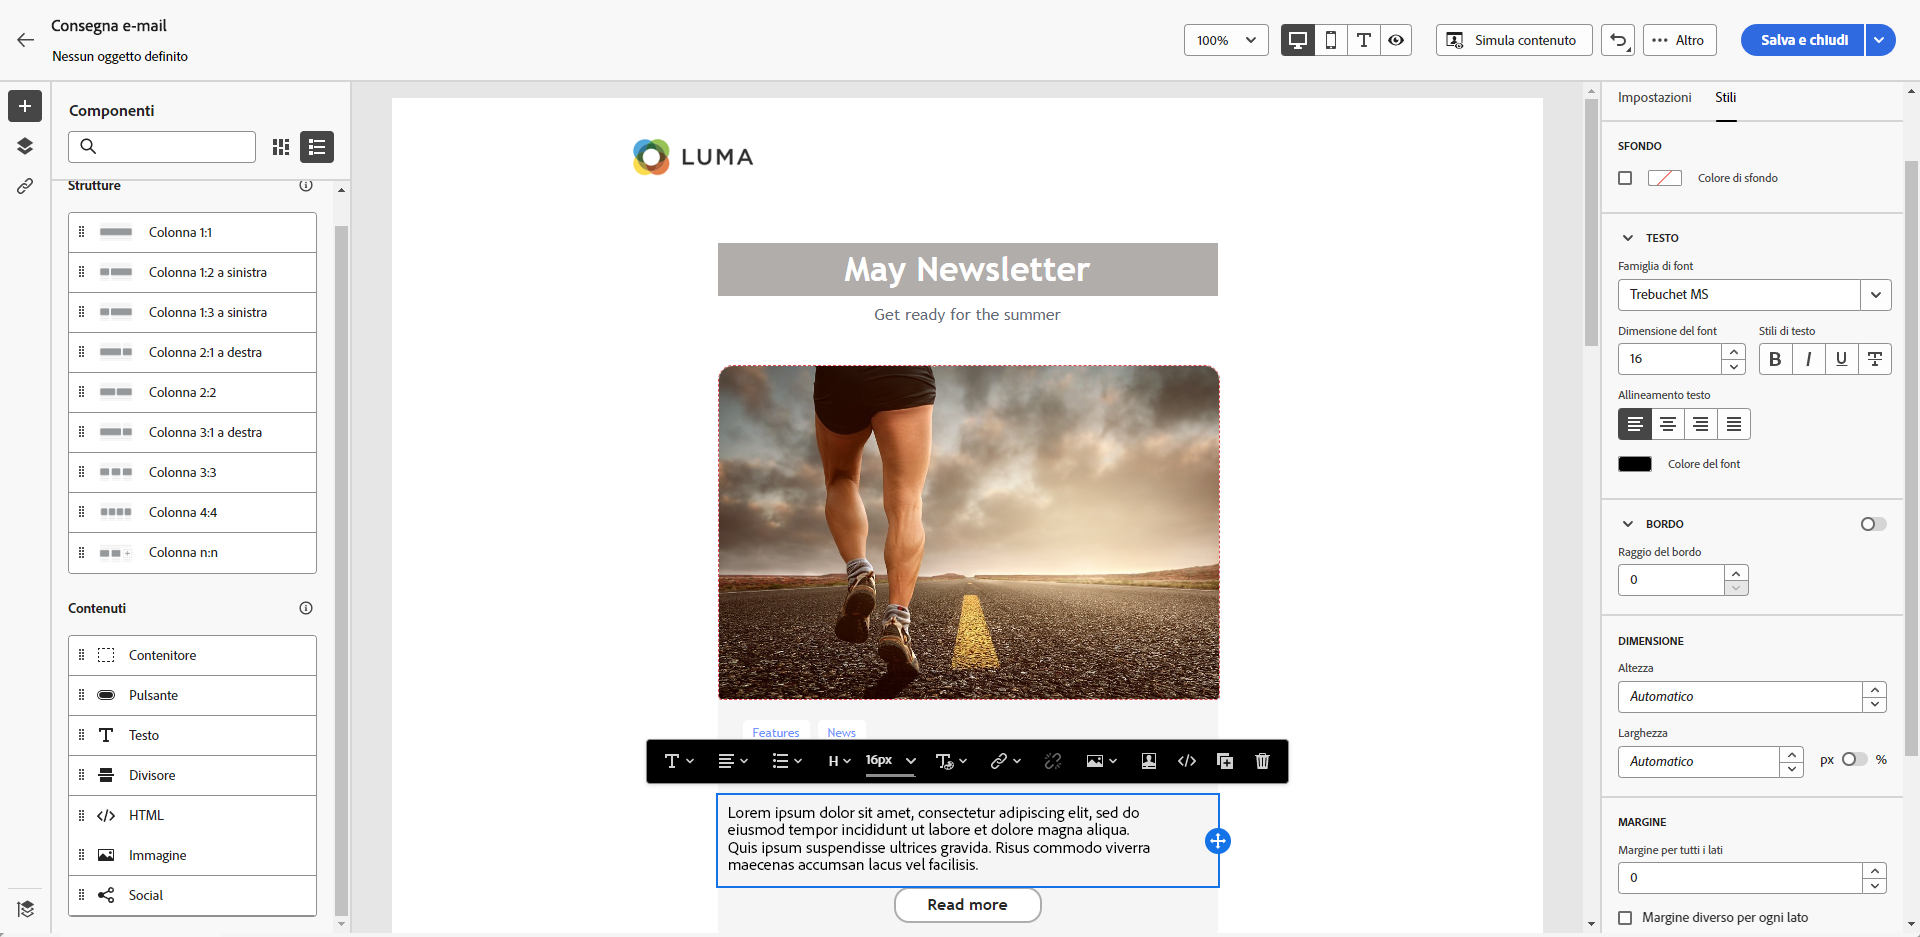 Consegna e-mail
Nessun oggetto definito
100%
Simula contenuto
Altro
Salva e chiudi
Componenti
Strutture
Colonna 1:1
Colonna 1:2 a sinistra
Colonna 1:3 a sinistra
Colonna 2:1 a destra
Colonna 2:2
Colonna 3:1 a destra
Colonna 3:3
Colonna 4:4
Colonna n:n
Contenuti
Contenitore
Pulsante
Testo
Divisore
HTML
Immagine
Social
LUMA
May Newsletter
Get ready for the summer
Features News
H 16px
Lorem ipsum dolor sit amet, consectetur adipiscing elit, sed do
eiusmod tempor incididunt ut labore et dolore magna aliqua.
Quis ipsum suspendisse ultrices gravida. Risus commodo viverra
maecenas accumsan lacus vel facilisis.
Read more
Impostazioni Stili
SFONDO
Colore di sfondo
TESTO
Famiglia di font
Trebuchet MS
Dimensione del font Stili di testo
16 B I U T
Allineamento testo
Colore del font
BORDO
Raggio del bordo
0
DIMENSIONE
Altezza
Automatico
Larghezza
Automatico px %
MARGINE
Margine per tutti i lati
0
Margine diverso per ogni lato